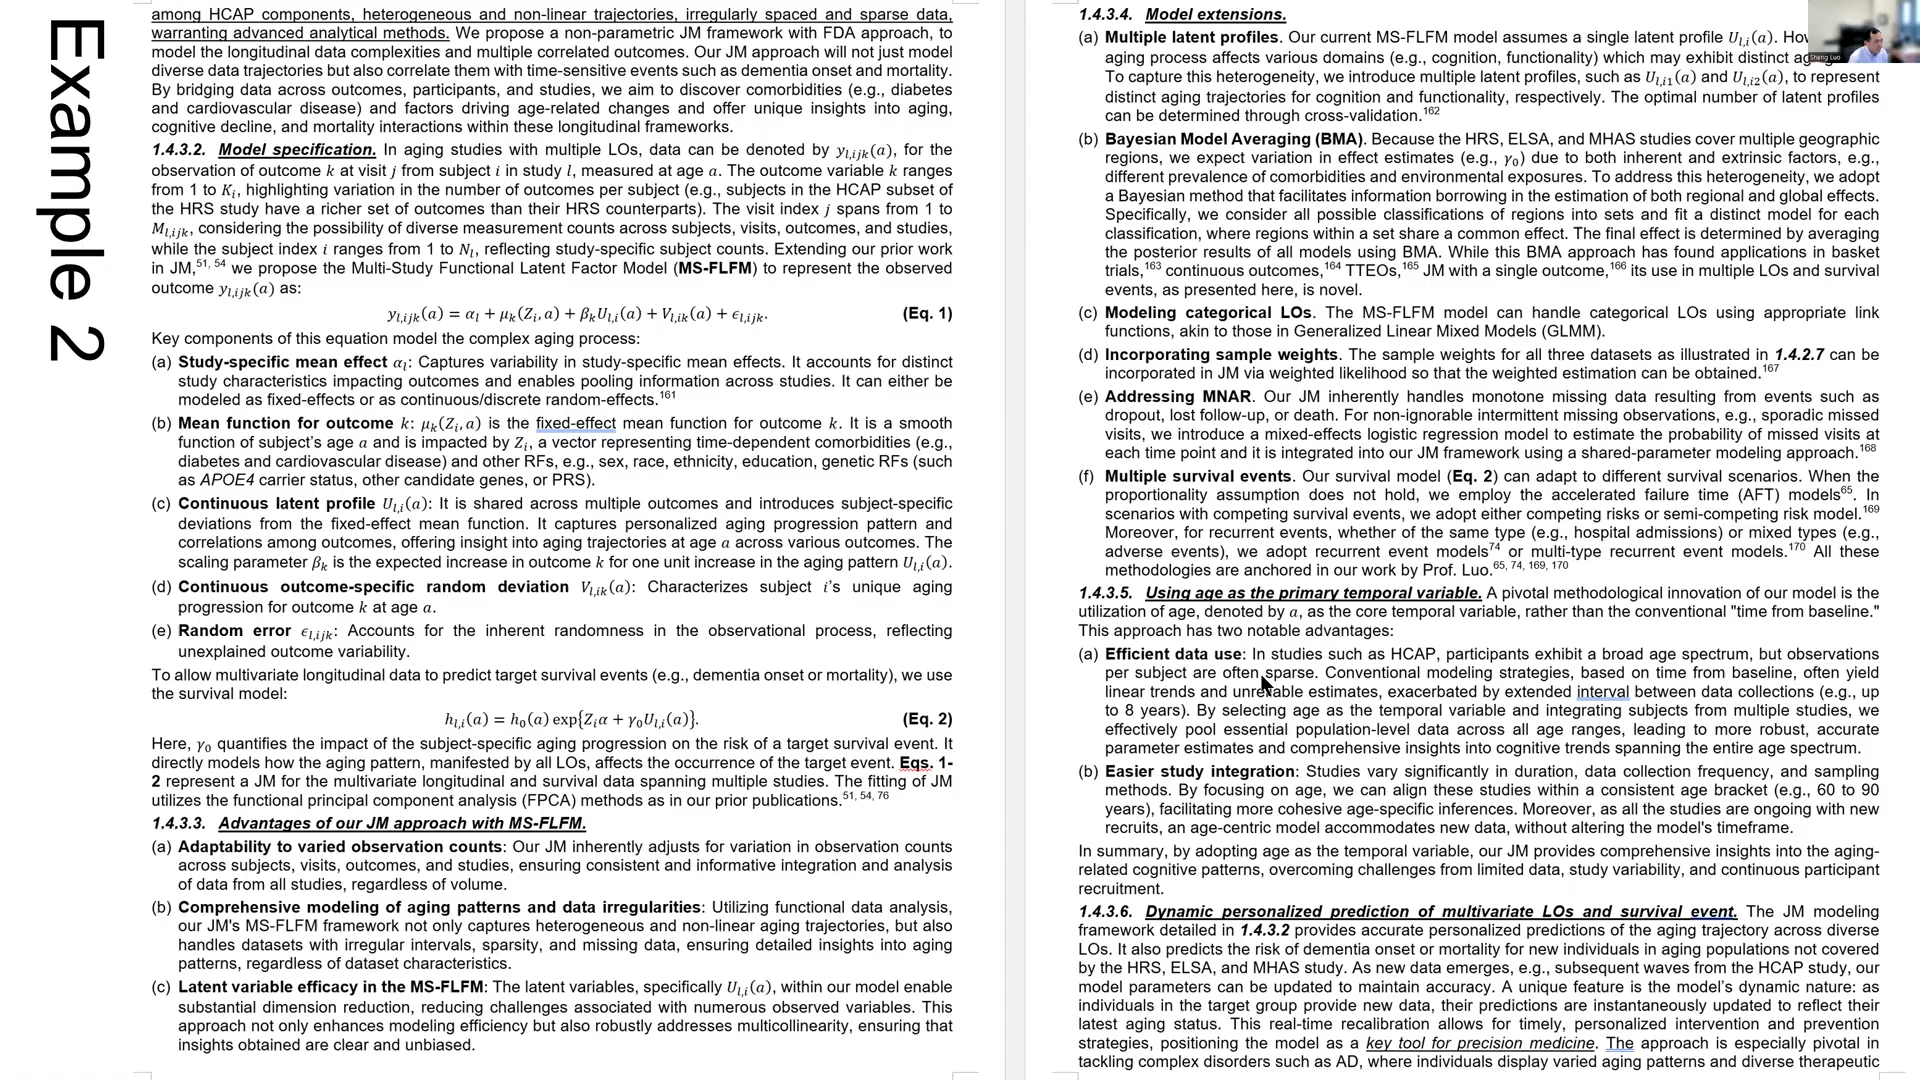 Example 2
among HCAP components, heterogeneous and non-linear trajectories, irregularly spaced and sparse data,
warranting advanced analytical methods. We propose a non-parametric JM framework with FDA approach, to
model the longitudinal data complexities and multiple correlated outcomes. Our JM approach will not just model
diverse data trajectories but also correlate them with time-sensitive events such as dementia onset and mortality.
By bridging data across outcomes, participants, and studies, we aim to discover comorbidities (e.g., diabetes
and cardiovascular disease) and factors driving age-related changes and offer unique insights into aging,
cognitive decline, and mortality interactions within these longitudinal frameworks.
1.4.3.2. Model specification. In aging studies with multiple LOs, data can be denoted by y_{l,ijk}(a), for the
observation of outcome k at visit j from subject i in study l, measured at age a. The outcome variable k ranges
from 1 to K_i, highlighting variation in the number of outcomes per subject (e.g., subjects in the HCAP subset of
the HRS study have a richer set of outcomes than their HRS counterparts). The visit index j spans from 1 to
M_{l,ijk}, considering the possibility of diverse measurement counts across subjects, visits, outcomes, and studies,
while the subject index i ranges from 1 to N_l, reflecting study-specific subject counts. Extending our prior work
in JM,51, 54 we propose the Multi-Study Functional Latent Factor Model (MS-FLFM) to represent the observed
outcome y_{l,ijk}(a) as:
y_{l,ijk}(a) = α_l + μ_k(Z_i, a) + β_k U_{l,i}(a) + V_{l,ik}(a) + ϵ_{l,ijk}. (Eq. 1)
Key components of this equation model the complex aging process:
(a) Study-specific mean effect α_l: Captures variability in study-specific mean effects. It accounts for distinct
study characteristics impacting outcomes and enables pooling information across studies. It can either be
modeled as fixed-effects or as continuous/discrete random-effects.161
(b) Mean function for outcome k: μ_k(Z_i, a) is the fixed-effect mean function for outcome k. It is a smooth
function of subject's age a and is impacted by Z_i, a vector representing time-dependent comorbidities (e.g.,
diabetes and cardiovascular disease) and other RFs, e.g., sex, race, ethnicity, education, genetic RFs (such
as APOE4 carrier status, other candidate genes, or PRS).
(c) Continuous latent profile U_{l,i}(a): It is shared across multiple outcomes and introduces subject-specific
deviations from the fixed-effect mean function. It captures personalized aging progression pattern and
correlations among outcomes, offering insight into aging trajectories at age a across various outcomes. The
scaling parameter β_k is the expected increase in outcome k for one unit increase in the aging pattern U_{l,i}(a).
(d) Continuous outcome-specific random deviation V_{l,ik}(a): Characterizes subject i's unique aging
progression for outcome k at age a.
(e) Random error ϵ_{l,ijk}: Accounts for the inherent randomness in the observational process, reflecting
unexplained outcome variability.
To allow multivariate longitudinal data to predict target survival events (e.g., dementia onset or mortality), we use
the survival model:
h_{l,i}(a) = h_0(a) exp{Z_iα + γ_0U_{l,i}(a)}. (Eq. 2)
Here, γ_0 quantifies the impact of the subject-specific aging progression on the risk of a target survival event. It
directly models how the aging pattern, manifested by all LOs, affects the occurrence of the target event. Eqs. 1-
2 represent a JM for the multivariate longitudinal and survival data spanning multiple studies. The fitting of JM
utilizes the functional principal component analysis (FPCA) methods as in our prior publications.51, 54, 76
1.4.3.3. Advantages of our JM approach with MS-FLFM.
(a) Adaptability to varied observation counts: Our JM inherently adjusts for variation in observation counts
across subjects, visits, outcomes, and studies, ensuring consistent and informative integration and analysis
of data from all studies, regardless of volume.
(b) Comprehensive modeling of aging patterns and data irregularities: Utilizing functional data analysis,
our JM's MS-FLFM framework not only captures heterogeneous and non-linear aging trajectories, but also
handles datasets with irregular intervals, sparsity, and missing data, ensuring detailed insights into aging
patterns, regardless of dataset characteristics.
(c) Latent variable efficacy in the MS-FLFM: The latent variables, specifically U_{l,i}(a), within our model enable
substantial dimension reduction, reducing challenges associated with numerous observed variables. This
approach not only enhances modeling efficiency but also robustly addresses multicollinearity, ensuring that
insights obtained are clear and unbiased.
1.4.3.4. Model extensions.
(a) Multiple latent profiles. Our current MS-FLFM model assumes a single latent profile U_{l,i}(a).
aging process affects various domains (e.g., cognition, functionality) which may exhibit distinct
To capture this heterogeneity, we introduce multiple latent profiles, such as U_{l,i1}(a) and U_{l,i2}(a), to represent
distinct aging trajectories for cognition and functionality, respectively. The optimal number of latent profiles
can be determined through cross-validation.162
(b) Bayesian Model Averaging (BMA). Because the HRS, ELSA, and MHAS studies cover multiple geographic
regions, we expect variation in effect estimates (e.g., γ_0) due to both inherent and extrinsic factors, e.g.,
different prevalence of comorbidities and environmental exposures. To address this heterogeneity, we adopt
a Bayesian method that facilitates information borrowing in the estimation of both regional and global effects.
Specifically, we consider all possible classifications of regions into sets and fit a distinct model for each
classification, where regions within a set share a common effect. The final effect is determined by averaging
the posterior results of all models using BMA. While this BMA approach has found applications in basket
trials,163 continuous outcomes,164 TTEOs,165 JM with a single outcome,166 its use in multiple LOs and survival
events, as presented here, is novel.
(c) Modeling categorical LOs. The MS-FLFM model can handle categorical LOs using appropriate link
functions, akin to those in Generalized Linear Mixed Models (GLMM).
(d) Incorporating sample weights. The sample weights for all three datasets as illustrated in 1.4.2.7 can be
incorporated in JM via weighted likelihood so that the weighted estimation can be obtained.167
(e) Addressing MNAR. Our JM inherently handles monotone missing data resulting from events such as
dropout, lost follow-up, or death. For non-ignorable intermittent missing observations, e.g., sporadic missed
visits, we introduce a mixed-effects logistic regression model to estimate the probability of missed visits at
each time point and it is integrated into our JM framework using a shared-parameter modeling approach.168
(f) Multiple survival events. Our survival model (Eq. 2) can adapt to different survival scenarios. When the
proportionality assumption does not hold, we employ the accelerated failure time (AFT) models65. In
scenarios with competing survival events, we adopt either competing risks or semi-competing risk model.169
Moreover, for recurrent events, whether of the same type (e.g., hospital admissions) or mixed types (e.g.,
adverse events), we adopt recurrent event models74 or multi-type recurrent event models.170 All these
methodologies are anchored in our work by Prof. Luo.65, 74, 169, 170
1.4.3.5. Using age as the primary temporal variable. A pivotal methodological innovation of our model is the
utilization of age, denoted by a, as the core temporal variable, rather than the conventional "time from baseline."
This approach has two notable advantages:
(a) Efficient data use: In studies such as HCAP, participants exhibit a broad age spectrum, but observations
per subject are often sparse. Conventional modeling strategies, based on time from baseline, often yield
linear trends and unreliable estimates, exacerbated by extended interval between data collections (e.g., up
to 8 years). By selecting age as the temporal variable and integrating subjects from multiple studies, we
effectively pool essential population-level data across all age ranges, leading to more robust, accurate
parameter estimates and comprehensive insights into cognitive trends spanning the entire age spectrum.
(b) Easier study integration: Studies vary significantly in duration, data collection frequency, and sampling
methods. By focusing on age, we can align these studies within a consistent age bracket (e.g., 60 to 90
years), facilitating more cohesive age-specific inferences. Moreover, as all the studies are ongoing with new
recruits, an age-centric model accommodates new data, without altering the model's timeframe.
In summary, by adopting age as the temporal variable, our JM provides comprehensive insights into the aging-
related cognitive patterns, overcoming challenges from limited data, study variability, and continuous participant
recruitment.
1.4.3.6. Dynamic personalized prediction of multivariate LOs and survival event. The JM modeling
framework detailed in 1.4.3.2 provides accurate personalized predictions of the aging trajectory across diverse
LOs. It also predicts the risk of dementia onset or mortality for new individuals in aging populations not covered
by the HRS, ELSA, and MHAS study. As new data emerges, e.g., subsequent waves from the HCAP study, our
model parameters can be updated to maintain accuracy. A unique feature is the model's dynamic nature: as
individuals in the target group provide new data, their predictions are instantaneously updated to reflect their
latest aging status. This real-time recalibration allows for timely, personalized intervention and prevention
strategies, positioning the model as a key tool for precision medicine. The approach is especially pivotal in
tackling complex disorders such as AD, where individuals display varied aging patterns and diverse therapeutic
Sheng Luo